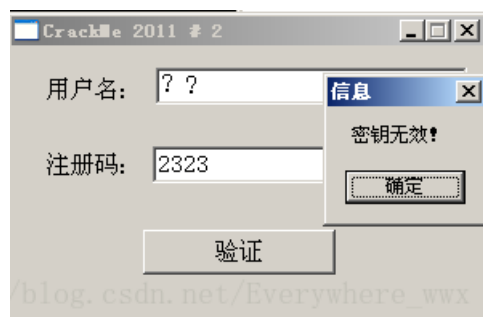 CrackMe 2011 # 2
用户名: ? ?
信息
密钥无效!
注册码: 2323
确定
验证
/blog.csdn.net/Everywhere_wwx